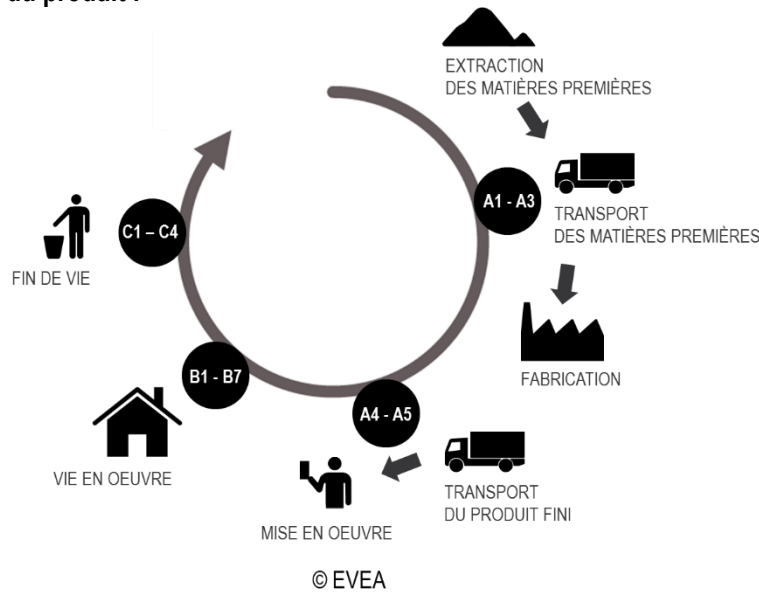 du produit :
EXTRACTION
DES MATIÈRES PREMIÈRES
A1 - A3
TRANSPORT
DES MATIÈRES PREMIÈRES
FABRICATION
A4 - A5
TRANSPORT
DU PRODUIT FINI
MISE EN OEUVRE
B1 - B7
VIE EN OEUVRE
C1 – C4
FIN DE VIE
© EVEA